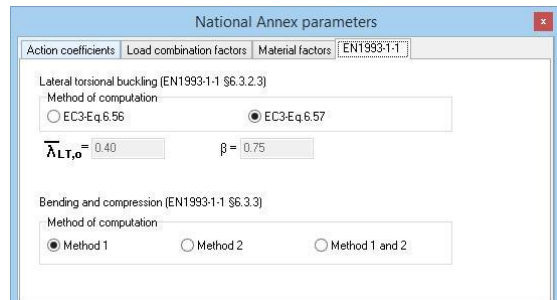 National Annex parameters
x
Action coefficients Load combination factors Material factors EN1993-1-1
Lateral torsional buckling (EN1993-1-1 §6.3.2.3)
Method of computation
EC3-Eq.6.56 EC3-Eq.6.57
λLT,o= 0.40 β = 0.75
Bending and compression (EN1993-1-1 §6.3.3)
Method of computation
Method 1 Method 2 Method 1 and 2